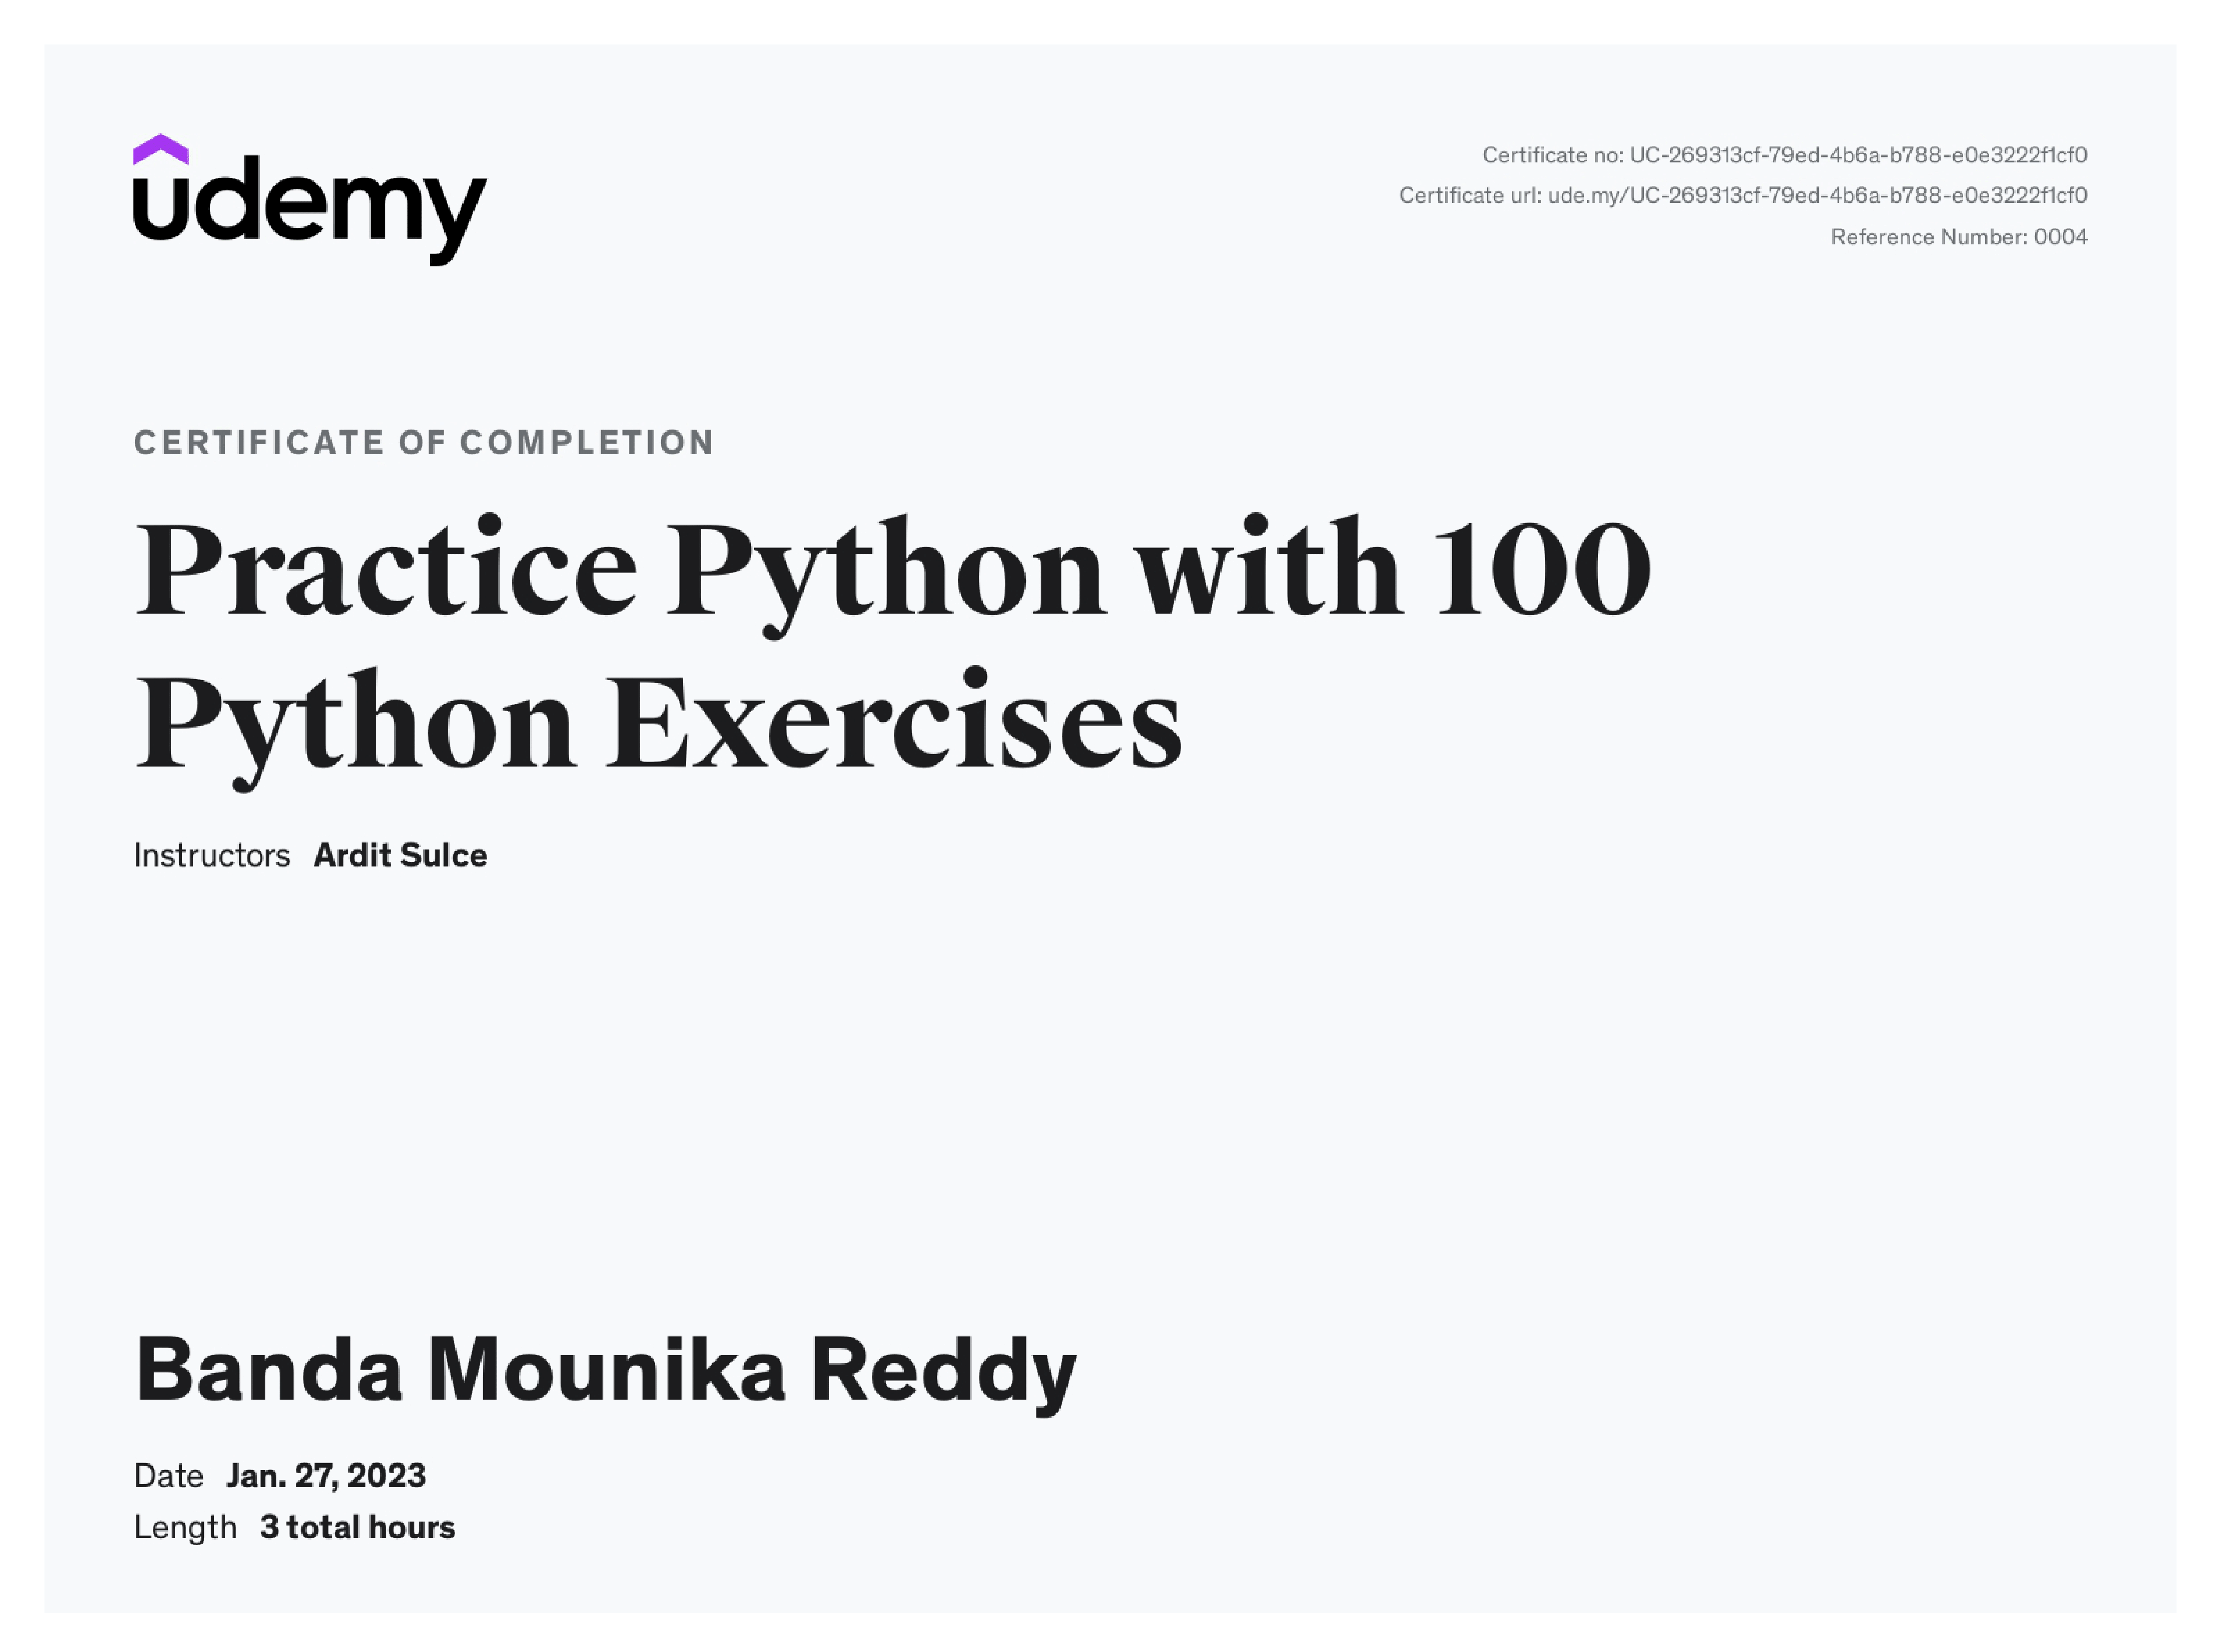 udemy
Certificate no: UC-269313cf-79ed-4b6a-b788-e0e3222f1cf0
Certificate url: ude.my/UC-269313cf-79ed-4b6a-b788-e0e3222f1cf0
Reference Number: 0004
CERTIFICATE OF COMPLETION
Practice Python with 100
Python Exercises
Instructors Ardit Sulce
Banda Mounika Reddy
Date Jan. 27, 2023
Length 3 total hours